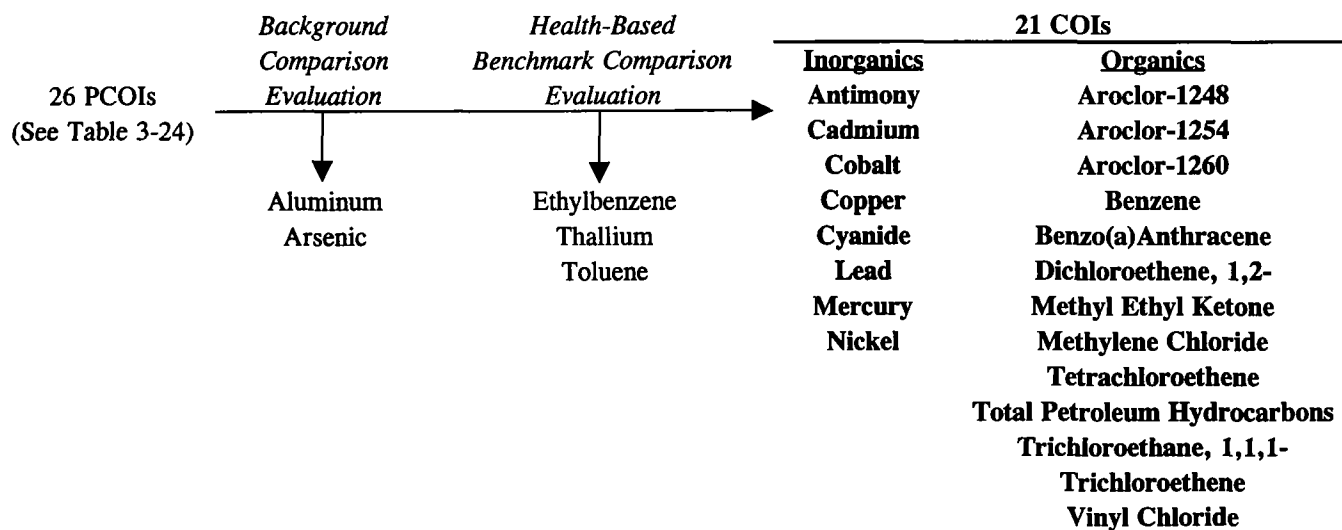 26 PCOIs
(See Table 3-24)
Background
Comparison
Evaluation
Aluminum
Arsenic
Health-Based
Benchmark Comparison
Evaluation
Ethylbenzene
Thallium
Toluene
21 COIs
Inorganics
Antimony
Cadmium
Cobalt
Copper
Cyanide
Lead
Mercury
Nickel
Organics
Aroclor-1248
Aroclor-1254
Aroclor-1260
Benzene
Benzo(a)Anthracene
Dichloroethene, 1,2-
Methyl Ethyl Ketone
Methylene Chloride
Tetrachloroethene
Total Petroleum Hydrocarbons
Trichloroethane, 1,1,1-
Trichloroethene
Vinyl Chloride